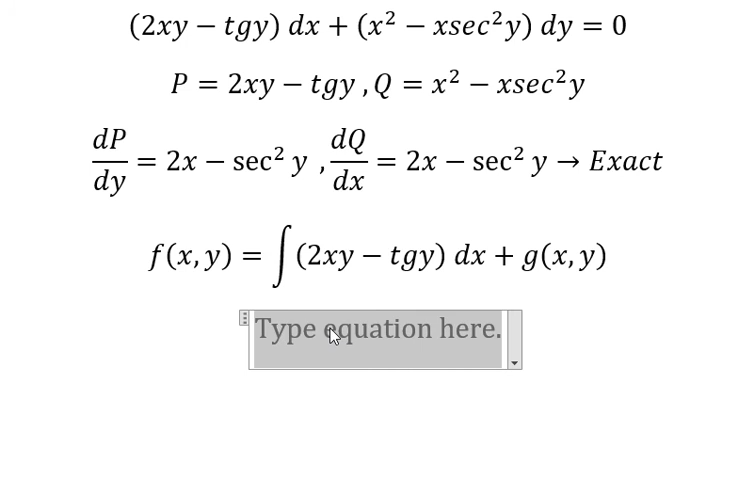 (2xy − tgy) dx + (x² − xsec²y) dy = 0
P = 2xy − tgy , Q = x² − xsec²y
dP/dy = 2x − sec² y , dQ/dx = 2x − sec² y → Exact
f(x, y) = ∫(2xy − tgy) dx + g(x, y)
Type equation here.